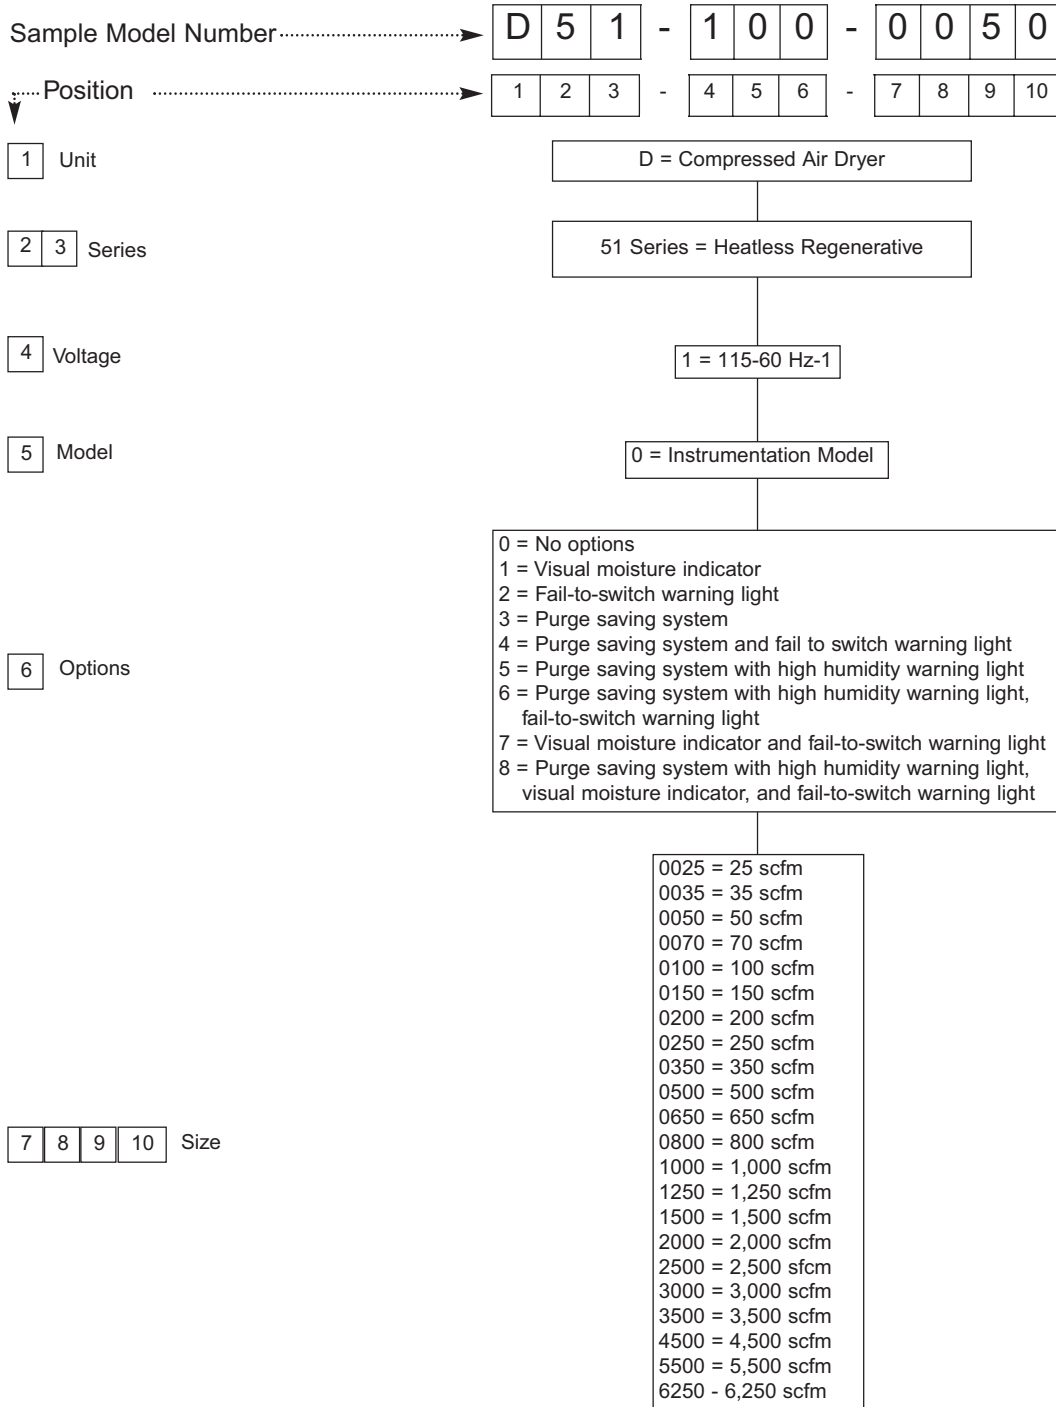 Sample Model Number D 5 1 - 1 0 0 - 0 0 5 0
Position 1 2 3 - 4 5 6 - 7 8 9 10
1 Unit D = Compressed Air Dryer
2 3 Series 51 Series = Heatless Regenerative
4 Voltage 1 = 115-60 Hz-1
5 Model 0 = Instrumentation Model
6 Options
0 = No options
1 = Visual moisture indicator
2 = Fail-to-switch warning light
3 = Purge saving system
4 = Purge saving system and fail to switch warning light
5 = Purge saving system with high humidity warning light
6 = Purge saving system with high humidity warning light,
fail-to-switch warning light
7 = Visual moisture indicator and fail-to-switch warning light
8 = Purge saving system with high humidity warning light,
visual moisture indicator, and fail-to-switch warning light
7 8 9 10 Size
0025 = 25 scfm
0035 = 35 scfm
0050 = 50 scfm
0070 = 70 scfm
0100 = 100 scfm
0150 = 150 scfm
0200 = 200 scfm
0250 = 250 scfm
0350 = 350 scfm
0500 = 500 scfm
0650 = 650 scfm
0800 = 800 scfm
1000 = 1,000 scfm
1250 = 1,250 scfm
1500 = 1,500 scfm
2000 = 2,000 scfm
2500 = 2,500 sfcm
3000 = 3,000 scfm
3500 = 3,500 scfm
4500 = 4,500 scfm
5500 = 5,500 scfm
6250 - 6,250 scfm